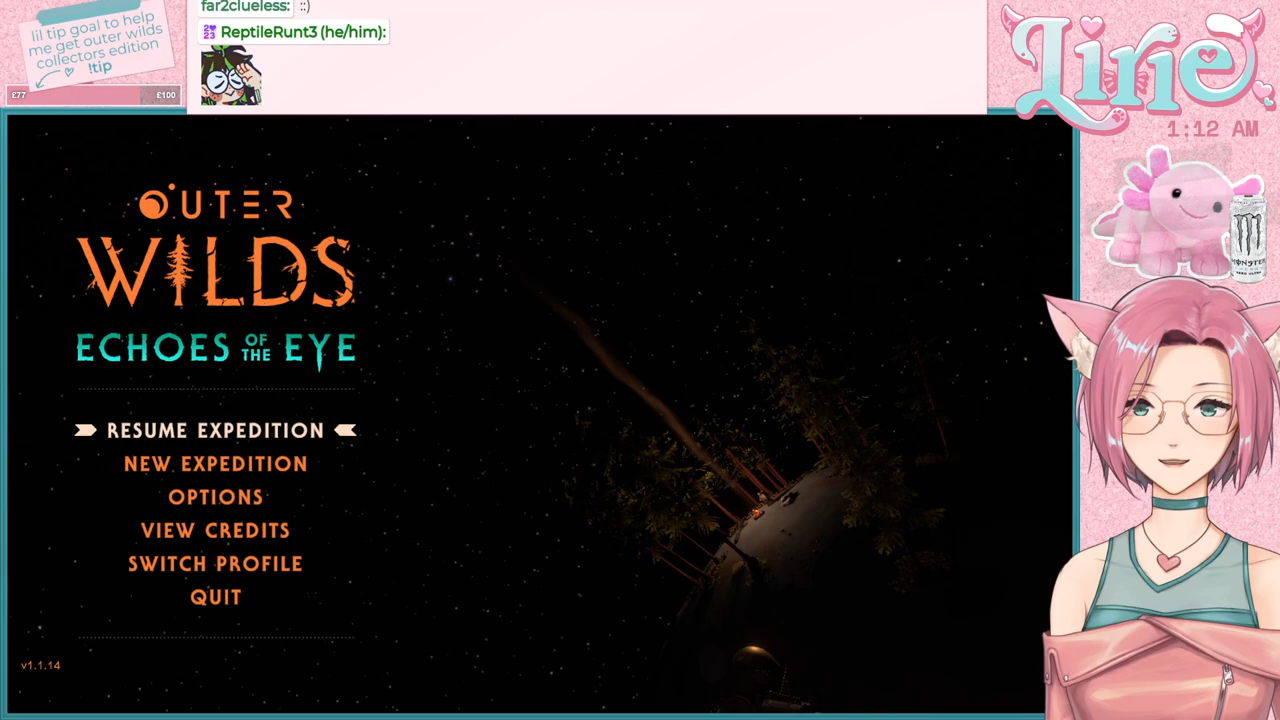 lil tip goal to help
me get outer wilds
collectors edition
!tip
£77
£100
far2clueless: ::)
ReptileRunt3 (he/him):
Lirie
1:12 AM
MONSTER
OUTER
WILDS
ECHOES OF THE EYE
RESUME EXPEDITION
NEW EXPEDITION
OPTIONS
VIEW CREDITS
SWITCH PROFILE
QUIT
v1.1.14